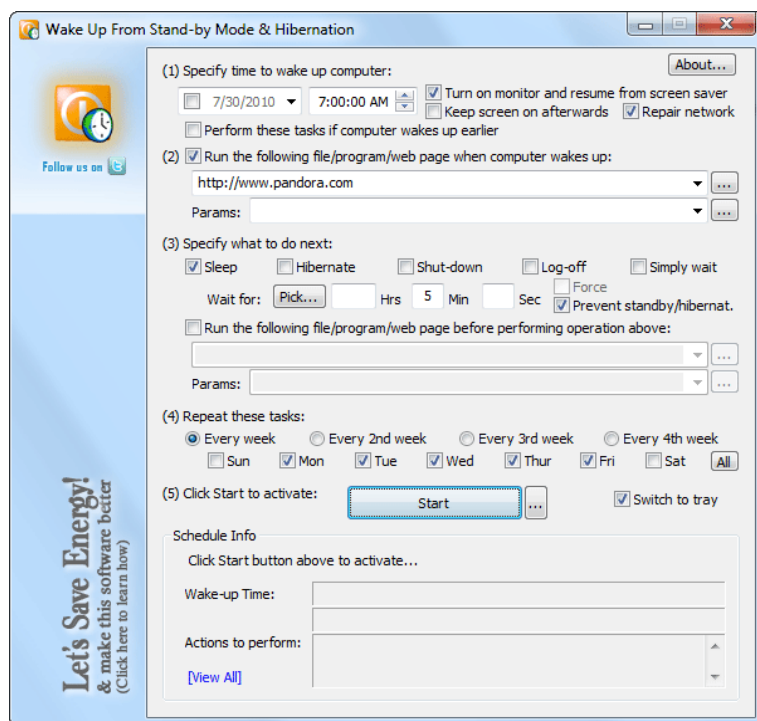 Wake Up From Stand-by Mode & Hibernation
About...
(1) Specify time to wake up computer:
7/30/2010 7:00:00 AM Turn on monitor and resume from screen saver
Keep screen on afterwards Repair network
Perform these tasks if computer wakes up earlier
Follow us on t
(2) Run the following file/program/web page when computer wakes up:
http://www.pandora.com ...
Params: ...
(3) Specify what to do next:
Sleep Hibernate Shut-down Log-off Simply wait
Force
Wait for: Pick... Hrs 5 Min Sec Prevent standby/hibernat.
Run the following file/program/web page before performing operation above:
...
Params: ...
(4) Repeat these tasks:
Every week Every 2nd week Every 3rd week Every 4th week
Sun Mon Tue Wed Thur Fri Sat All
(5) Click Start to activate: Start ... Switch to tray
Schedule Info
Click Start button above to activate...
Wake-up Time:
Actions to perform:
[View All]
Let's Save Energy!
& make this software better
(Click here to learn how)